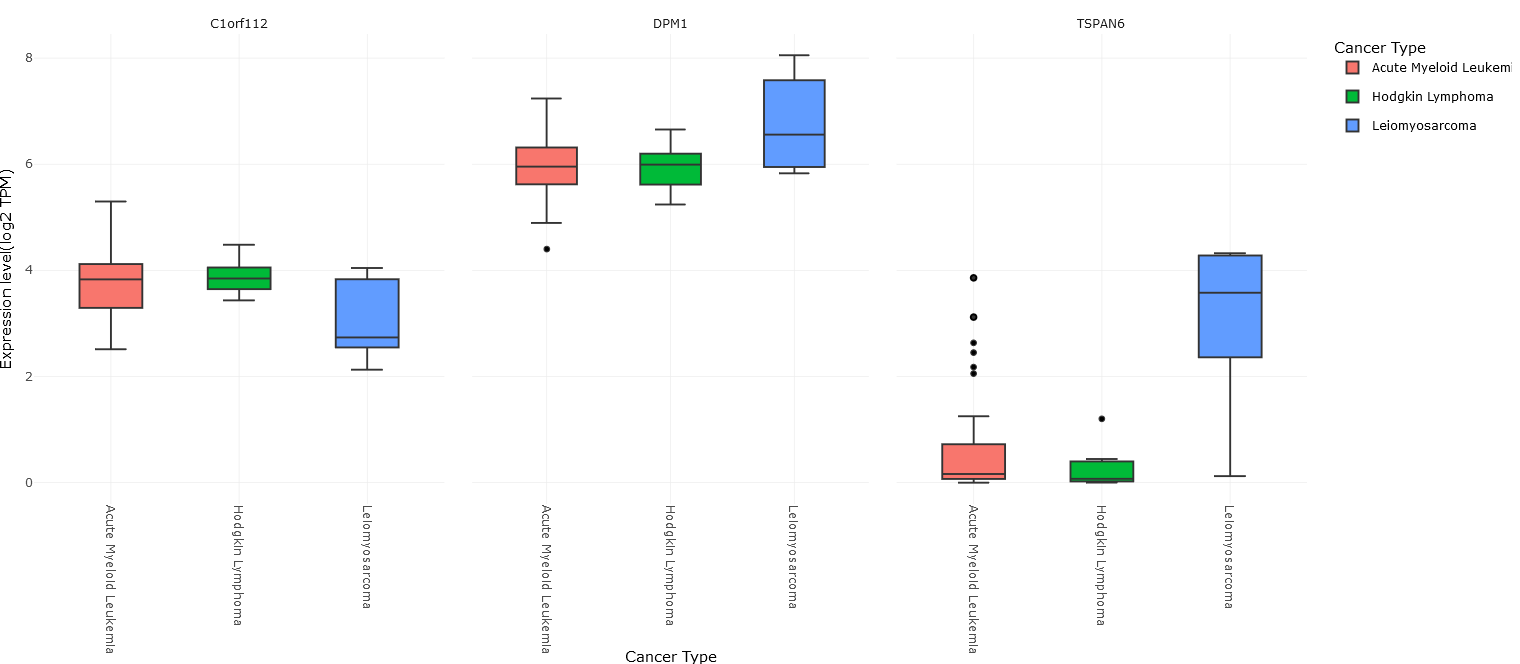 C1orf112
DPM1
TSPAN6
Cancer Type
Acute Myeloid Leukemi
Hodgkin Lymphoma
Leiomyosarcoma
8
6
4
2
0
Expression level(log2 TPM)
Acute Myeloid Leukemia
Hodgkin Lymphoma
Leiomyosarcoma
Acute Myeloid Leukemia
Hodgkin Lymphoma
Leiomyosarcoma
Acute Myeloid Leukemia
Hodgkin Lymphoma
Leiomyosarcoma
Cancer Type